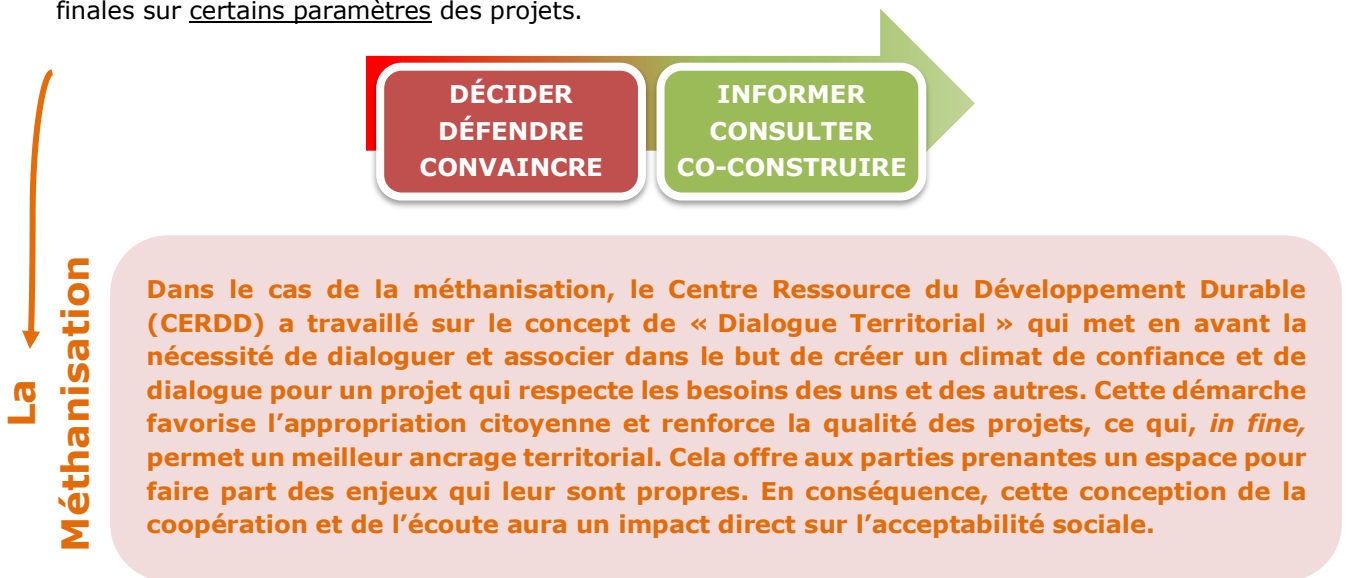 finales sur certains paramètres des projets.
DÉCIDER
DÉFENDRE
CONVAINCRE
INFORMER
CONSULTER
CO-CONSTRUIRE
La
Méthanisation
Dans le cas de la méthanisation, le Centre Ressource du Développement Durable
(CERDD) a travaillé sur le concept de « Dialogue Territorial » qui met en avant la
nécessité de dialoguer et associer dans le but de créer un climat de confiance et de
dialogue pour un projet qui respecte les besoins des uns et des autres. Cette démarche
favorise l’appropriation citoyenne et renforce la qualité des projets, ce qui, in fine,
permet un meilleur ancrage territorial. Cela offre aux parties prenantes un espace pour
faire part des enjeux qui leur sont propres. En conséquence, cette conception de la
coopération et de l’écoute aura un impact direct sur l’acceptabilité sociale.